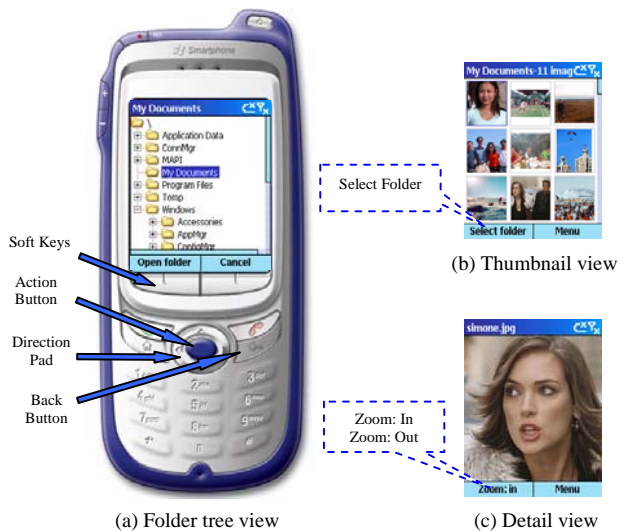 Smartphone
My Documents
\
Application Data
ConnMgr
MAPI
My Documents
Program Files
Temp
Windows
Accessories
AppMgr
ConfigMgr
Open folder Cancel
Soft Keys
Action
Button
Direction
Pad
Back
Button
(a) Folder tree view
My Documents-11 imag
Select Folder
Select folder Menu
(b) Thumbnail view
simone.jpg
Zoom: In
Zoom: Out
Zoom: in Menu
(c) Detail view